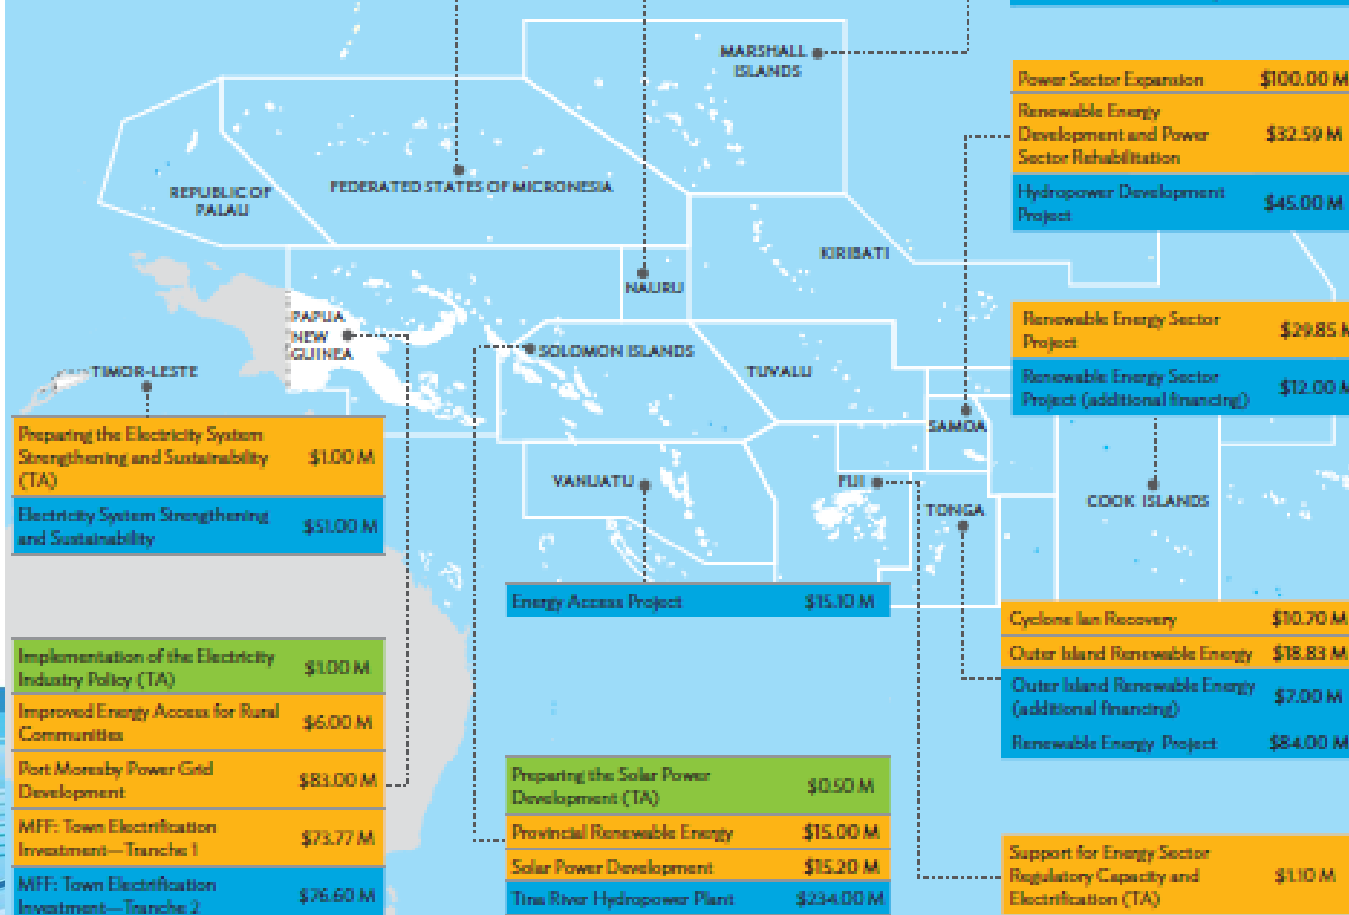 MARSHALL
ISLANDS
Power Sector Expansion $100.00 M
Renewable Energy
Development and Power
Sector Rehabilitation
$32.59 M
Hydropower Development
Project
$45.00 M
REPUBLIC OF
PALAU
FEDERATED STATES OF MICRONESIA
KIRIBATI
NAURU
PAPUA
NEW
GUINEA
SOLOMON ISLANDS
TUVALU
TIMOR-LESTE
Renewable Energy Sector
Project
$29.85 M
Renewable Energy Sector
Project (additional financing)
$12.00 M
SAMOA
Preparing the Electricity System
Strengthening and Sustainability
(TA)
$1.00 M
Electricity System Strengthening
and Sustainability
$51.00 M
VANUATU
FIJI
TONGA
COOK ISLANDS
Energy Access Project $15.10 M
Cyclone Ian Recovery $10.70 M
Outer Island Renewable Energy $18.83 M
Outer Island Renewable Energy
(additional financing)
$7.00 M
Renewable Energy Project $84.00 M
Implementation of the Electricity
Industry Policy (TA)
$1.00 M
Improved Energy Access for Rural
Communities
$6.00 M
Port Moresby Power Grid
Development
$83.00 M
MFF: Town Electrification
Investment—Tranche 1
$73.77 M
MFF: Town Electrification
Investment—Tranche 2
$76.60 M
Preparing the Solar Power
Development (TA)
$0.50 M
Provincial Renewable Energy $15.00 M
Solar Power Development $15.20 M
Tina River Hydropower Plant $234.00 M
Support for Energy Sector
Regulatory Capacity and
Electrification (TA)
$1.10 M